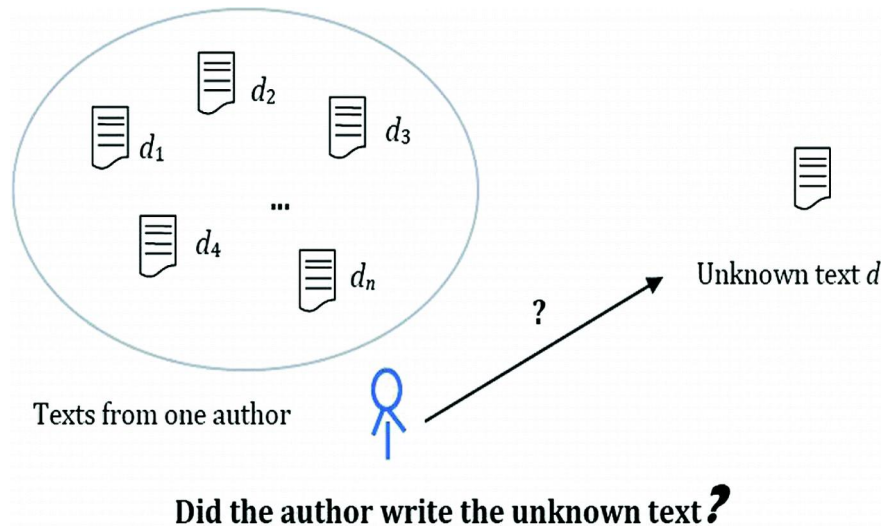 d₂
d₁
d₃
...
d₄
dₙ
Unknown text d
?
Texts from one author
Did the author write the unknown text?